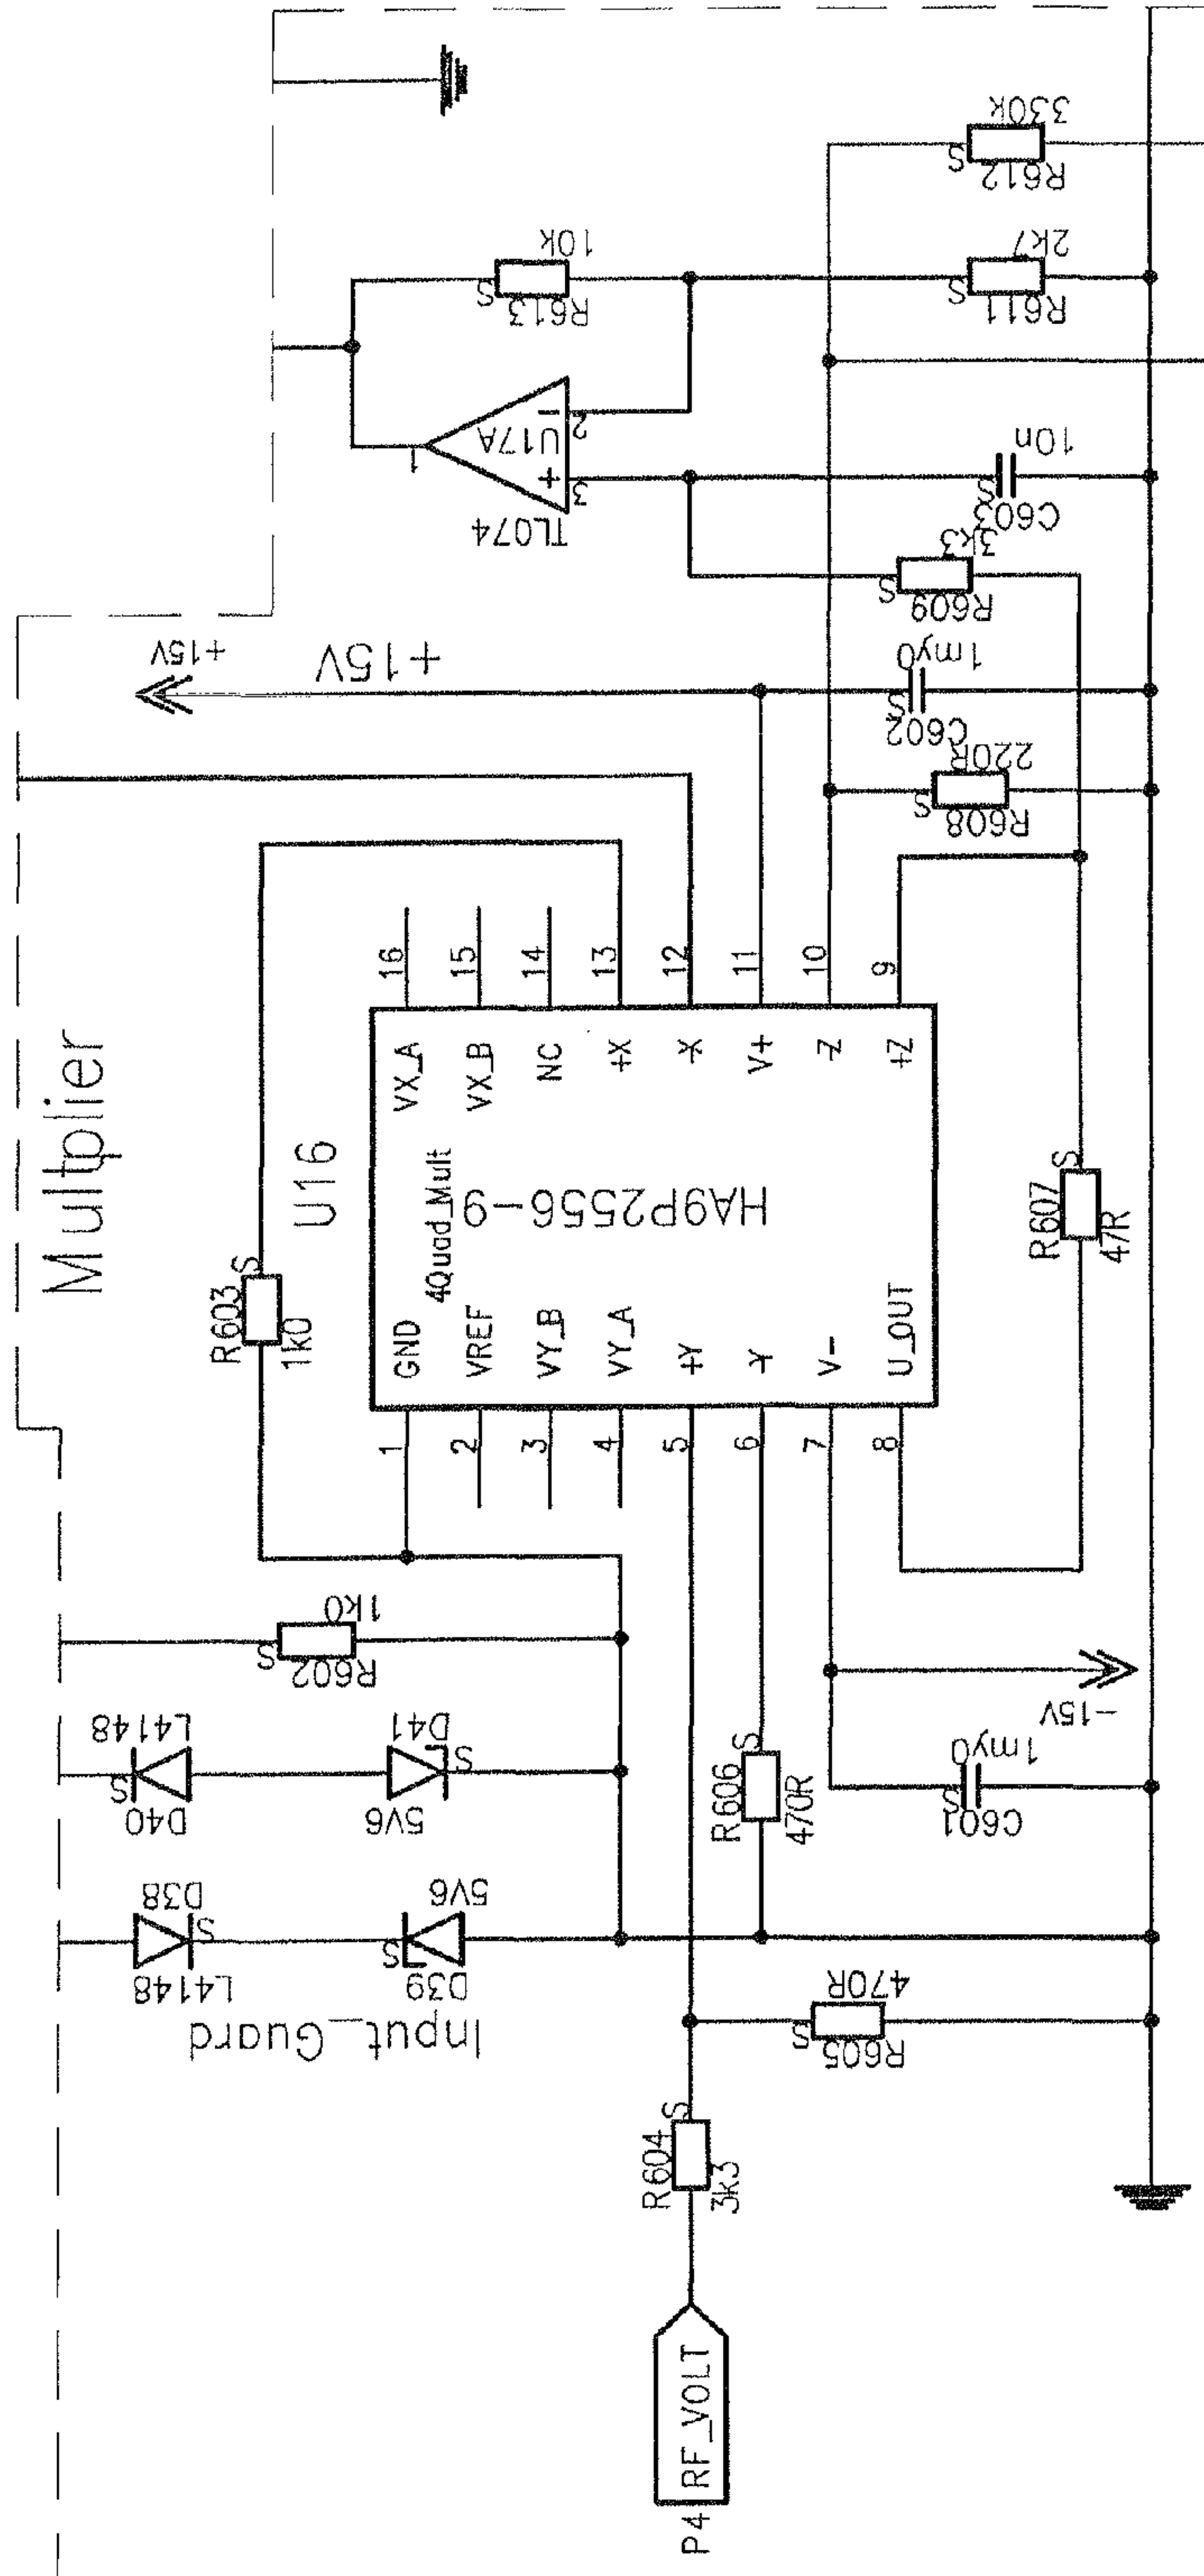 Multplier
Input_Guard
+15V
+15V
-15V
U16
4Quad_Mult
HA9P2556-9
GND
VREF
VY_B
VY_A
+Y
-Y
V-
U_OUT
1
2
3
4
5
6
7
8
VX_A
VX_B
NC
+X
-X
V+
-Z
+Z
16
15
14
13
12
11
10
9
R603
S
1k0
R602
S
1k0
D40
S
L4148
D41
S
5V6
D38
S
L4148
D39
S
5V6
P4
RF_VOLT
R604
S
3k3
R605
S
470R
R606
S
470R
C601
S
1my0
R607
S
47R
R608
S
220R
C602
S
1my0
R609
S
3k3
C603
S
10n
TL074
U17A
+
-
1
2
3
R613
S
10k
R611
S
2k7
R612
S
330k